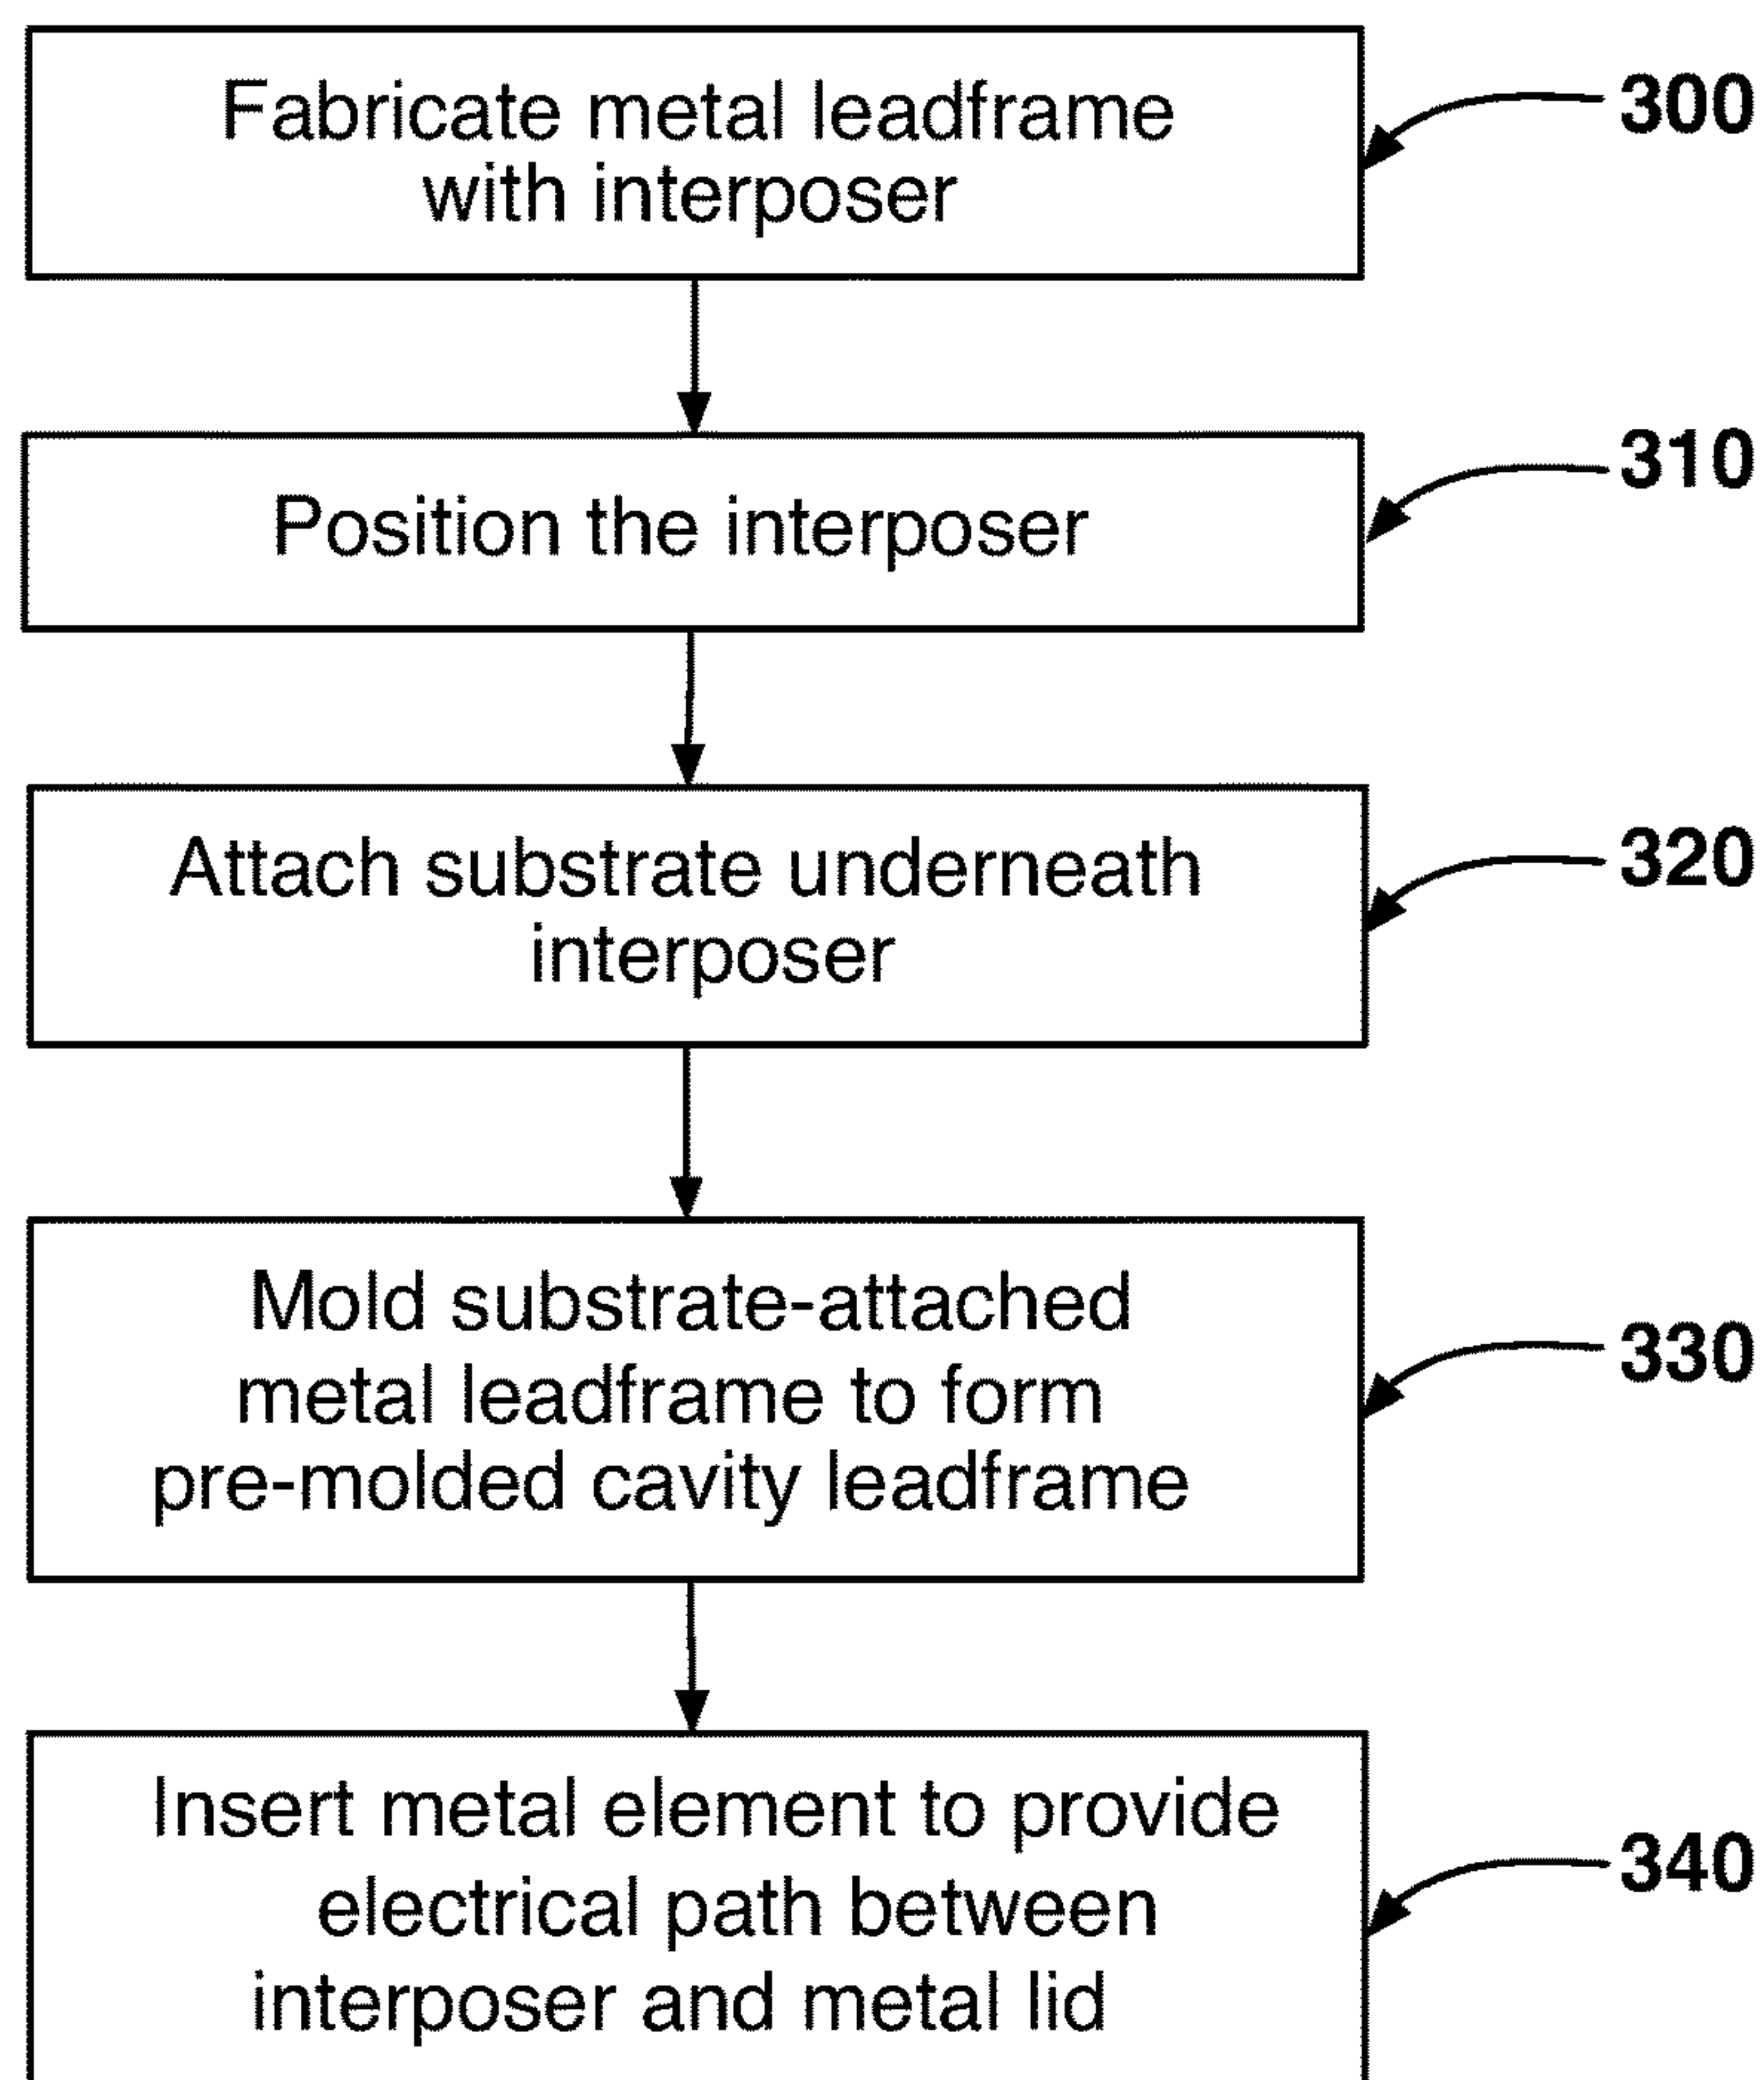 Fabricate metal leadframe
with interposer
300
Position the interposer
310
Attach substrate underneath
interposer
320
Mold substrate-attached
metal leadframe to form
pre-molded cavity leadframe
330
Insert metal element to provide
electrical path between
interposer and metal lid
340